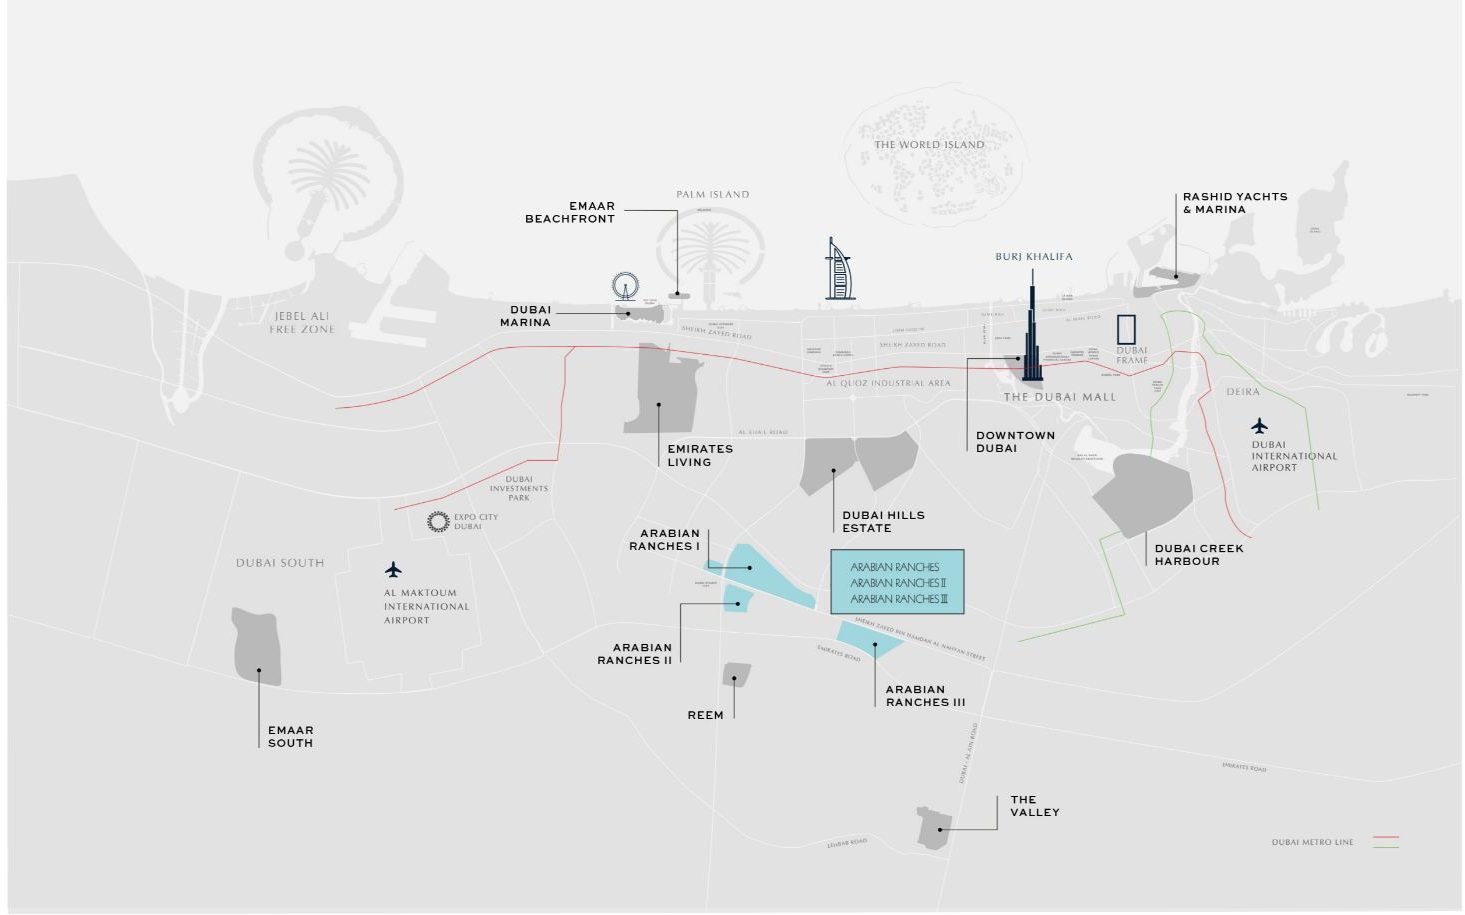 THE WORLD ISLAND
PALM ISLAND
EMAAR
BEACHFRONT
RASHID YACHTS
& MARINA
BURJ KHALIFA
DUBAI
MARINA
JEBEL ALI
FREE ZONE
SHEIKH ZAYED ROAD
SHEIKH ZAYED ROAD
DUBAI
FRAME
AL QUOZ INDUSTRIAL AREA
THE DUBAI MALL
DEIRA
AL KHAIL ROAD
DOWNTOWN
DUBAI
EMIRATES
LIVING
DUBAI
INTERNATIONAL
AIRPORT
DUBAI
INVESTMENTS
PARK
EXPO CITY
DUBAI
DUBAI HILLS
ESTATE
ARABIAN
RANCHES I
DUBAI CREEK
HARBOUR
DUBAI SOUTH
ARABIAN RANCHES
ARABIAN RANCHES II
ARABIAN RANCHES III
AL MAKTOUM
INTERNATIONAL
AIRPORT
SHEIKH ZAYED BIN HAMDAN AL NAHYAN STREET
EMIRATES ROAD
ARABIAN
RANCHES II
ARABIAN
RANCHES III
REEM
EMAAR
SOUTH
DUBAI - AL AIN ROAD
EMIRATES ROAD
THE
VALLEY
LEHBAB ROAD
DUBAI METRO LINE